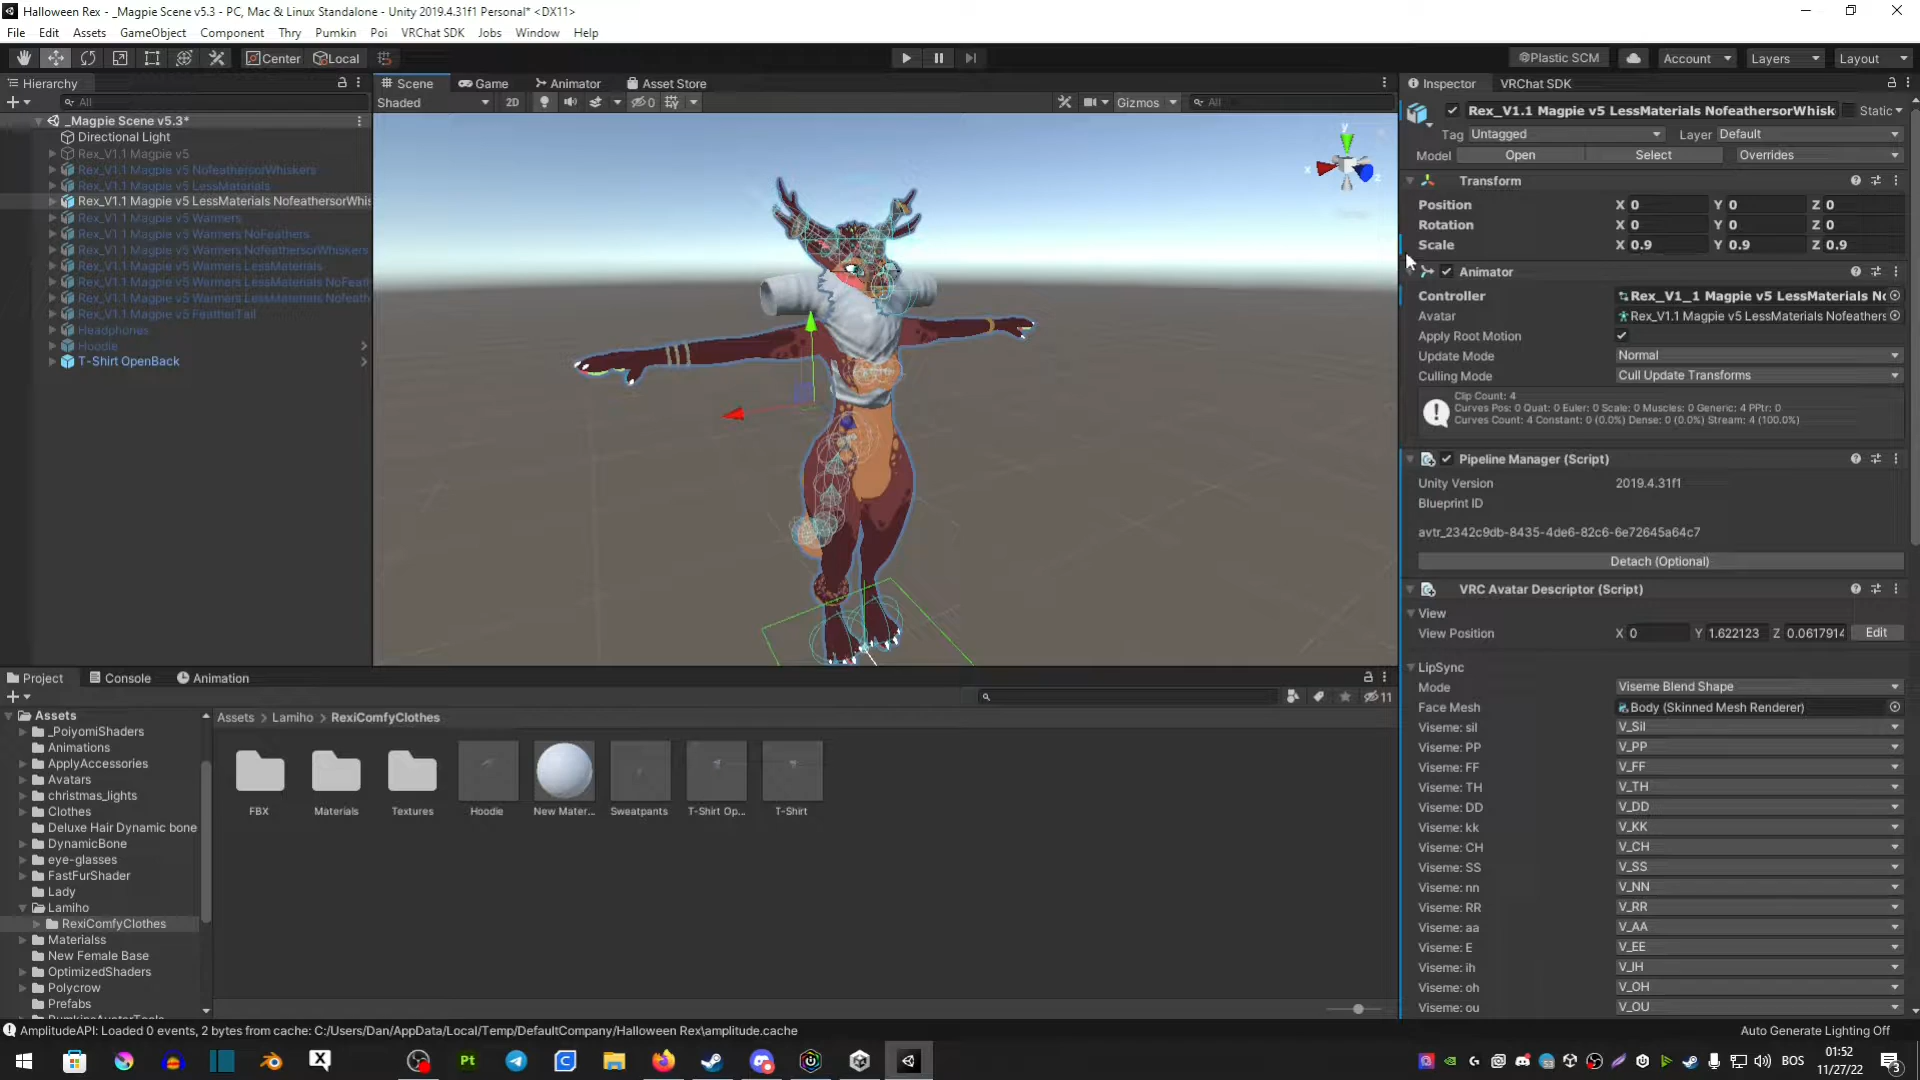 Halloween Rex - _Magpie Scene v5.3 - PC, Mac & Linux Standalone - Unity 2019.4.31f1 Personal* <DX11>
File Edit Assets GameObject Component Thry Pumkin Poi VRChat SDK Jobs Window Help
Center Local Plastic SCM Account Layers Layout
Hierarchy
All
_Magpie Scene v5.3*
Directional Light
Rex_V1.1 Magpie v5
Rex_V1.1 Magpie v5 NofeathersorWhiskers
Rex_V1.1 Magpie v5 LessMaterials
Rex_V1.1 Magpie v5 LessMaterials NofeathersorWhis
Rex_V1.1 Magpie v5 Warmers
Rex_V1.1 Magpie v5 Warmers NoFeathers
Rex_V1.1 Magpie v5 Warmers NofeathersorWhiskers
Rex_V1.1 Magpie v5 Warmers LessMaterials
Rex_V1.1 Magpie v5 Warmers LessMaterials NoFeat
Rex_V1.1 Magpie v5 Warmers LessMaterials Nofeath
Rex_V1.1 Magpie v5 FeatherTail
Headphones
Hoodie
T-Shirt OpenBack
Scene Game Animator Asset Store
Shaded 2D 0 Gizmos All
y
x
z
Inspector VRChat SDK
Rex_V1.1 Magpie v5 LessMaterials NofeathersorWhisk Static
Tag Untagged Layer Default
Model Open Select Overrides
Transform
Position X 0 Y 0 Z 0
Rotation X 0 Y 0 Z 0
Scale X 0.9 Y 0.9 Z 0.9
Animator
Controller Rex_V1_1 Magpie v5 LessMaterials No
Avatar Rex_V1.1 Magpie v5 LessMaterials Nofeathers
Apply Root Motion
Update Mode Normal
Culling Mode Cull Update Transforms
Clip Count: 4
Curves Pos: 0 Quat: 0 Euler: 0 Scale: 0 Muscles: 0 Generic: 4 PPtr: 0
Curves Count: 4 Constant: 0 (0.0%) Dense: 0 (0.0%) Stream: 4 (100.0%)
Pipeline Manager (Script)
Unity Version 2019.4.31f1
Blueprint ID
avtr_2342c9db-8435-4de6-82c6-6e72645a64c7
Detach (Optional)
VRC Avatar Descriptor (Script)
View
View Position X 0 Y 1.622123 Z 0.0617914 Edit
LipSync
Mode Viseme Blend Shape
Face Mesh Body (Skinned Mesh Renderer)
Viseme: sil V_Sil
Viseme: PP V_PP
Viseme: FF V_FF
Viseme: TH V_TH
Viseme: DD V_DD
Viseme: kk V_KK
Viseme: CH V_CH
Viseme: SS V_SS
Viseme: nn V_NN
Viseme: RR V_RR
Viseme: aa V_AA
Viseme: E V_EE
Viseme: ih V_IH
Viseme: oh V_OH
Viseme: ou V_OU
Project Console Animation
11
Assets
_PoiyomiShaders
Animations
ApplyAccessories
Avatars
christmas_lights
Clothes
Deluxe Hair Dynamic bone
DynamicBone
eye-glasses
FastFurShader
Lady
Lamiho
RexiComfyClothes
Materialss
New Female Base
OptimizedShaders
Polycrow
Prefabs
Assets > Lamiho > RexiComfyClothes
FBX Materials Textures Hoodie New Mater... Sweatpants T-Shirt Op... T-Shirt
AmplitudeAPI: Loaded 0 events, 2 bytes from cache: C:/Users/Dan/AppData/Local/Temp/DefaultCompany/Halloween Rex\amplitude.cache
Auto Generate Lighting Off
Pt
BOS
01:52
11/27/22
3